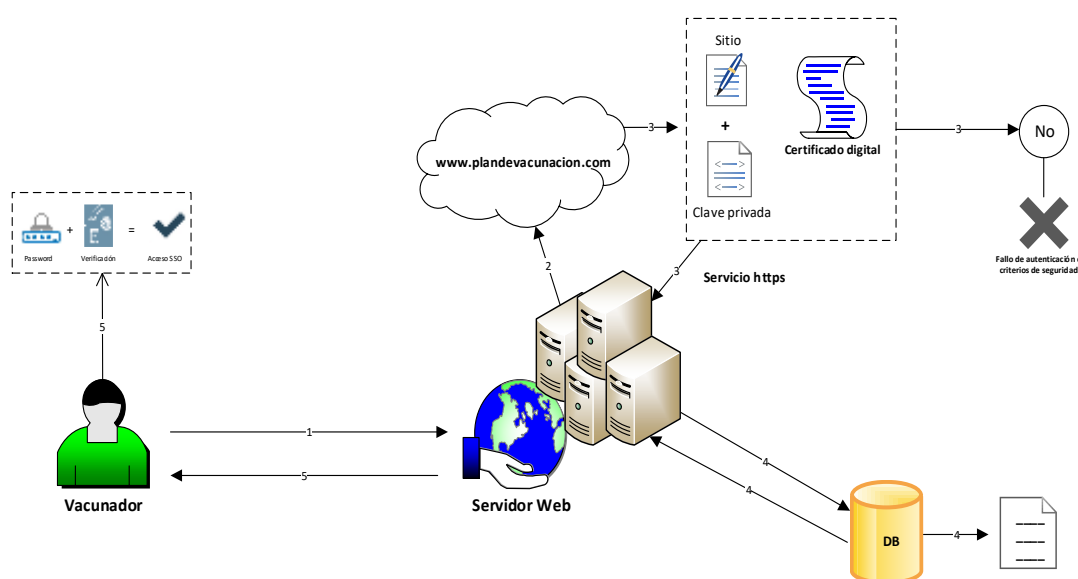 Sitio
+
Clave privada
Certificado digital
3
www.plandevacunacion.com
3
No
Fallo de autenticación
criterios de seguridad
Servicio https
3
2
+
=
Password
Verificación
Acceso SSO
5
1
5
Vacunador
Servidor Web
4
4
DB
4